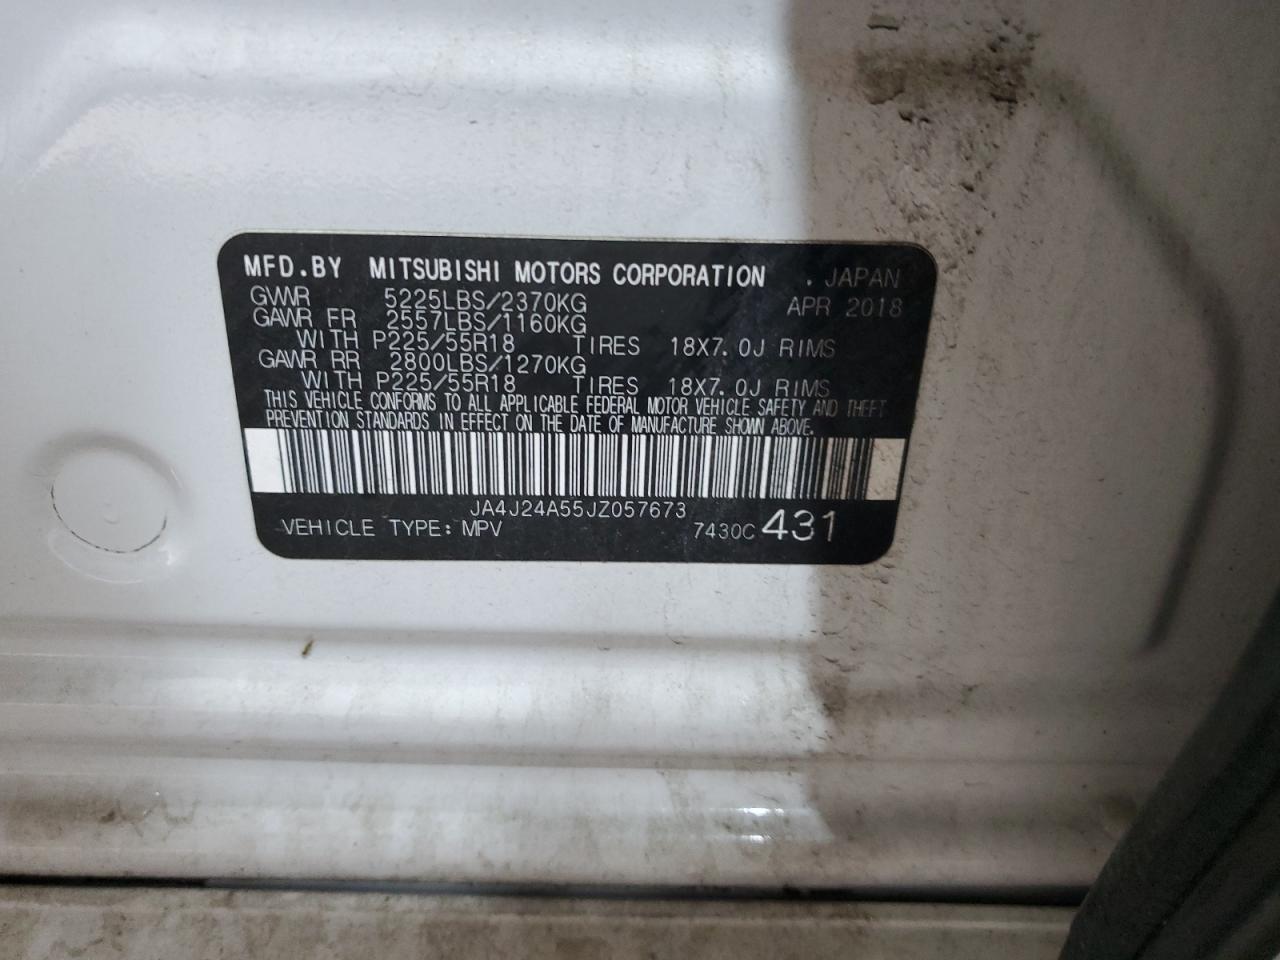 MFD.BY MITSUBISHI MOTORS CORPORATION . JAPAN
GVWR 5225LBS/2370KG APR 2018
GAWR FR 2557LBS/1160KG
WITH P225/55R18 TIRES 18X7.0J RIMS
GAWR RR 2800LBS/1270KG
WITH P225/55R18 TIRES 18X7.0J RIMS
THIS VEHICLE CONFORMS TO ALL APPLICABLE FEDERAL MOTOR VEHICLE SAFETY AND THEFT
PREVENTION STANDARDS IN EFFECT ON THE DATE OF MANUFACTURE SHOWN ABOVE.
JA4J24A55JZ057673
VEHICLE TYPE: MPV 7430C 431